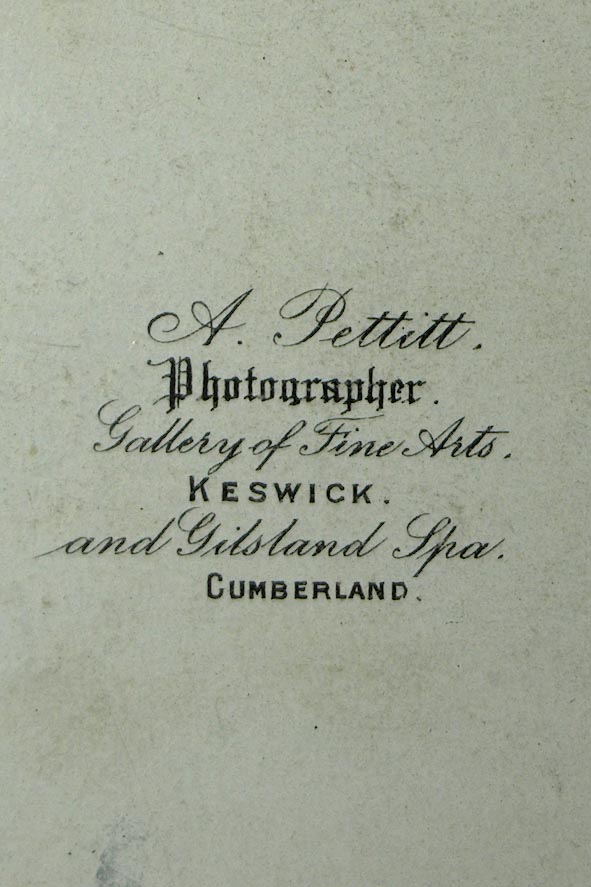 A. Pettitt.
Photographer.
Gallery of Fine Arts.
KESWICK.
and Gilsland Spa.
CUMBERLAND.